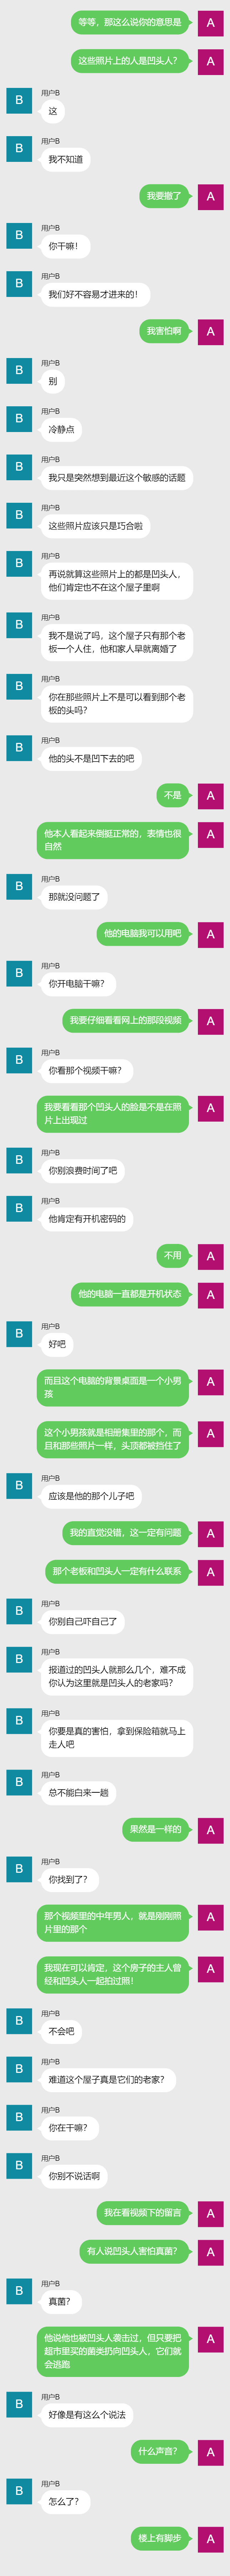 等等，那这么说你的意思是
A
这些照片上的人是凹头人？
A
用户B
B
这
用户B
B
我不知道
我要撤了
A
用户B
B
你干嘛！
用户B
B
我们好不容易才进来的！
我害怕啊
A
用户B
B
别
用户B
B
冷静点
用户B
B
我只是突然想到最近这个敏感的话题
用户B
B
这些照片应该只是巧合啦
用户B
B
再说就算这些照片上的都是凹头人，
他们肯定也不在这个屋子里啊
用户B
B
我不是说了吗，这个屋子只有那个老
板一个人住，他和家人早就离婚了
用户B
B
你在那些照片上不是可以看到那个老
板的头吗？
用户B
B
他的头不是凹下去的吧
不是
A
他本人看起来倒挺正常的，表情也很
自然
A
用户B
B
那就没问题了
他的电脑我可以用吧
A
用户B
B
你开电脑干嘛？
我要仔细看看网上的那段视频
A
用户B
B
你看那个视频干嘛？
我要看看那个凹头人的脸是不是在照
片上出现过
A
用户B
B
你别浪费时间了吧
用户B
B
他肯定有开机密码的
不用
A
他的电脑一直都是开机状态
A
用户B
B
好吧
而且这个电脑的背景桌面是一个小男
孩
A
这个小男孩就是相册集里的那个，而
且和那些照片一样，头顶都被挡住了
A
用户B
B
应该是他的那个儿子吧
我的直觉没错，这一定有问题
A
那个老板和凹头人一定有什么联系
A
用户B
B
你别自己吓自己了
用户B
B
报道过的凹头人就那么几个，难不成
你认为这里就是凹头人的老家吗？
用户B
B
你要是真的害怕，拿到保险箱就马上
走人吧
用户B
B
总不能白来一趟
果然是一样的
A
用户B
B
你找到了？
那个视频里的中年男人，就是刚刚照
片里的那个
A
我现在可以肯定，这个房子的主人曾
经和凹头人一起拍过照！
A
用户B
B
不会吧
用户B
B
难道这个屋子真是它们的老家？
用户B
B
你在干嘛？
用户B
B
你别不说话啊
我在看视频下的留言
A
有人说凹头人害怕真菌？
A
用户B
B
真菌？
他说他也被凹头人袭击过，但只要把
超市里买的菌类扔向凹头人，它们就
会逃跑
A
用户B
B
好像是有这么个说法
什么声音？
A
用户B
B
怎么了？
楼上有脚步
A